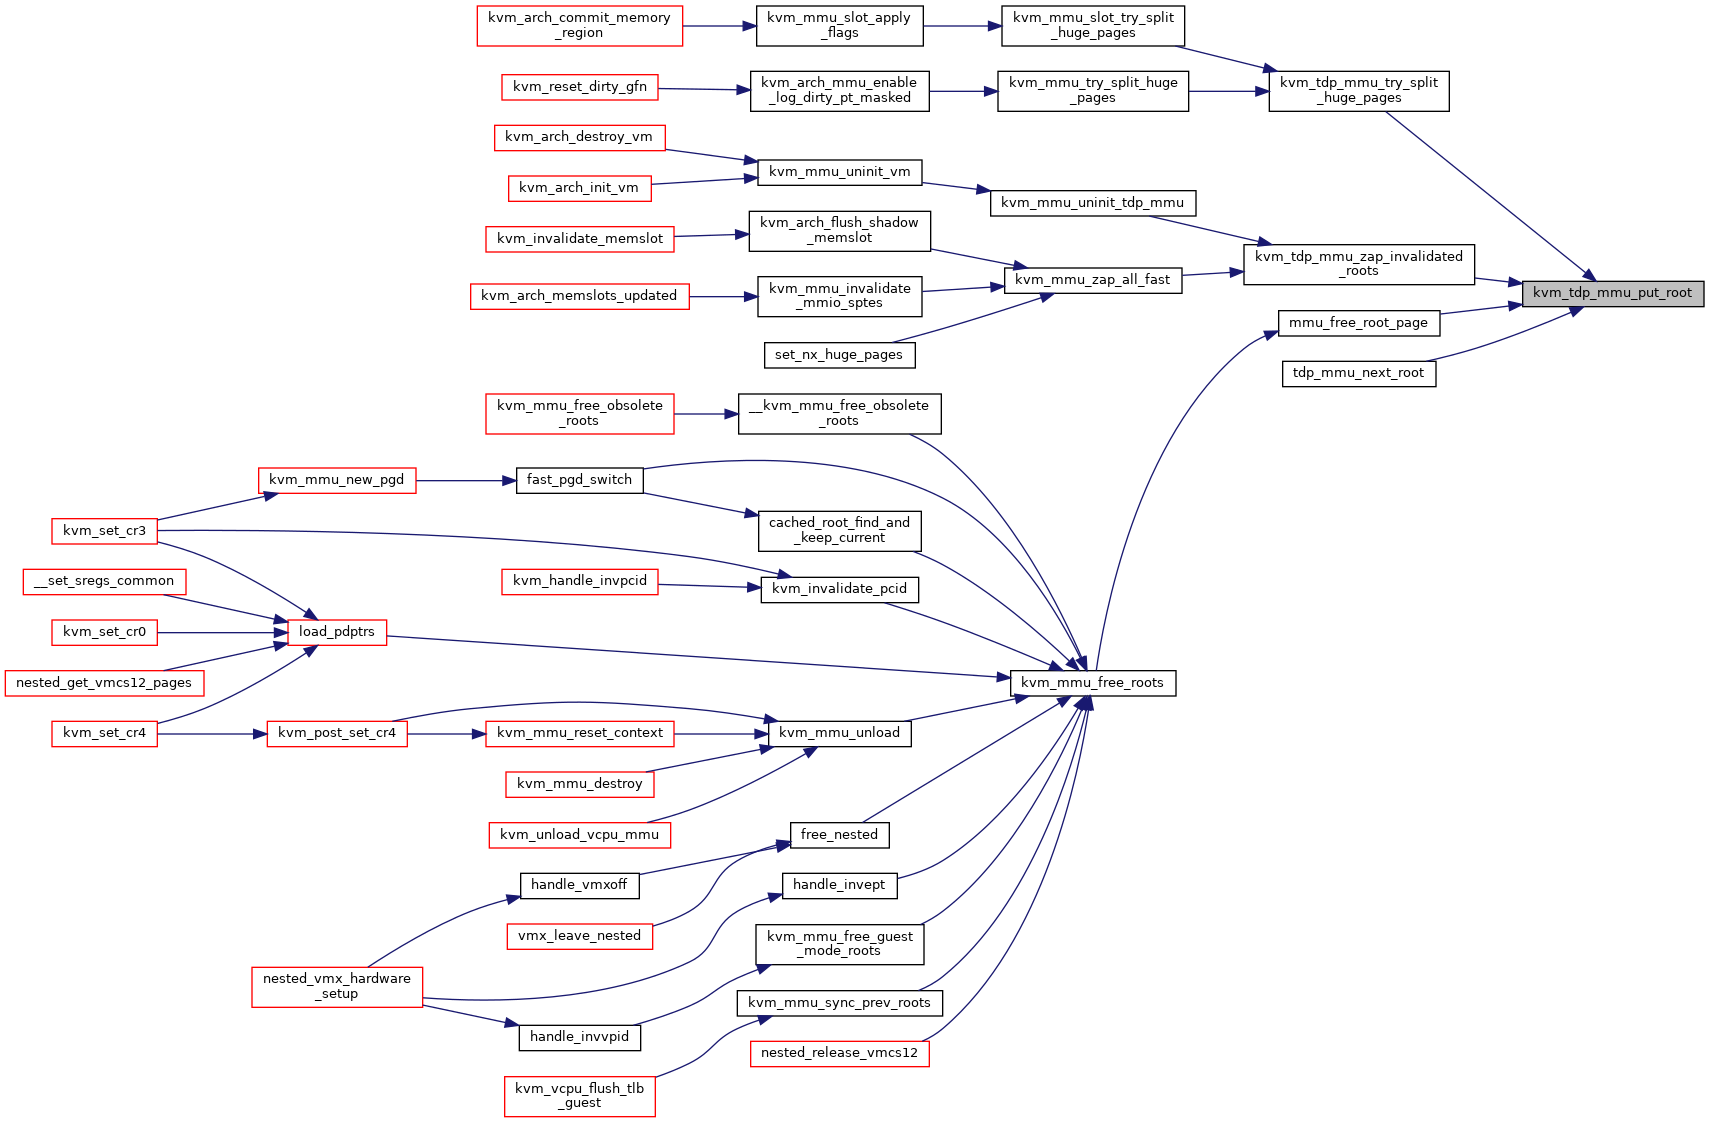 kvm_arch_commit_memory
_region
kvm_mmu_slot_apply
_flags
kvm_mmu_slot_try_split
_huge_pages
kvm_reset_dirty_gfn
kvm_arch_mmu_enable
_log_dirty_pt_masked
kvm_mmu_try_split_huge
_pages
kvm_tdp_mmu_try_split
_huge_pages
kvm_arch_destroy_vm
kvm_arch_init_vm
kvm_mmu_uninit_vm
kvm_mmu_uninit_tdp_mmu
kvm_invalidate_memslot
kvm_arch_flush_shadow
_memslot
kvm_arch_memslots_updated
kvm_mmu_invalidate
_mmio_sptes
kvm_mmu_zap_all_fast
kvm_tdp_mmu_zap_invalidated
_roots
kvm_tdp_mmu_put_root
mmu_free_root_page
set_nx_huge_pages
tdp_mmu_next_root
kvm_mmu_free_obsolete
_roots
__kvm_mmu_free_obsolete
_roots
kvm_mmu_new_pgd
fast_pgd_switch
kvm_set_cr3
cached_root_find_and
_keep_current
__set_sregs_common
kvm_handle_invpcid
kvm_invalidate_pcid
kvm_set_cr0
load_pdptrs
nested_get_vmcs12_pages
kvm_mmu_free_roots
kvm_set_cr4
kvm_post_set_cr4
kvm_mmu_reset_context
kvm_mmu_unload
kvm_mmu_destroy
kvm_unload_vcpu_mmu
free_nested
handle_vmxoff
handle_invept
vmx_leave_nested
kvm_mmu_free_guest
_mode_roots
nested_vmx_hardware
_setup
kvm_mmu_sync_prev_roots
handle_invvpid
nested_release_vmcs12
kvm_vcpu_flush_tlb
_guest